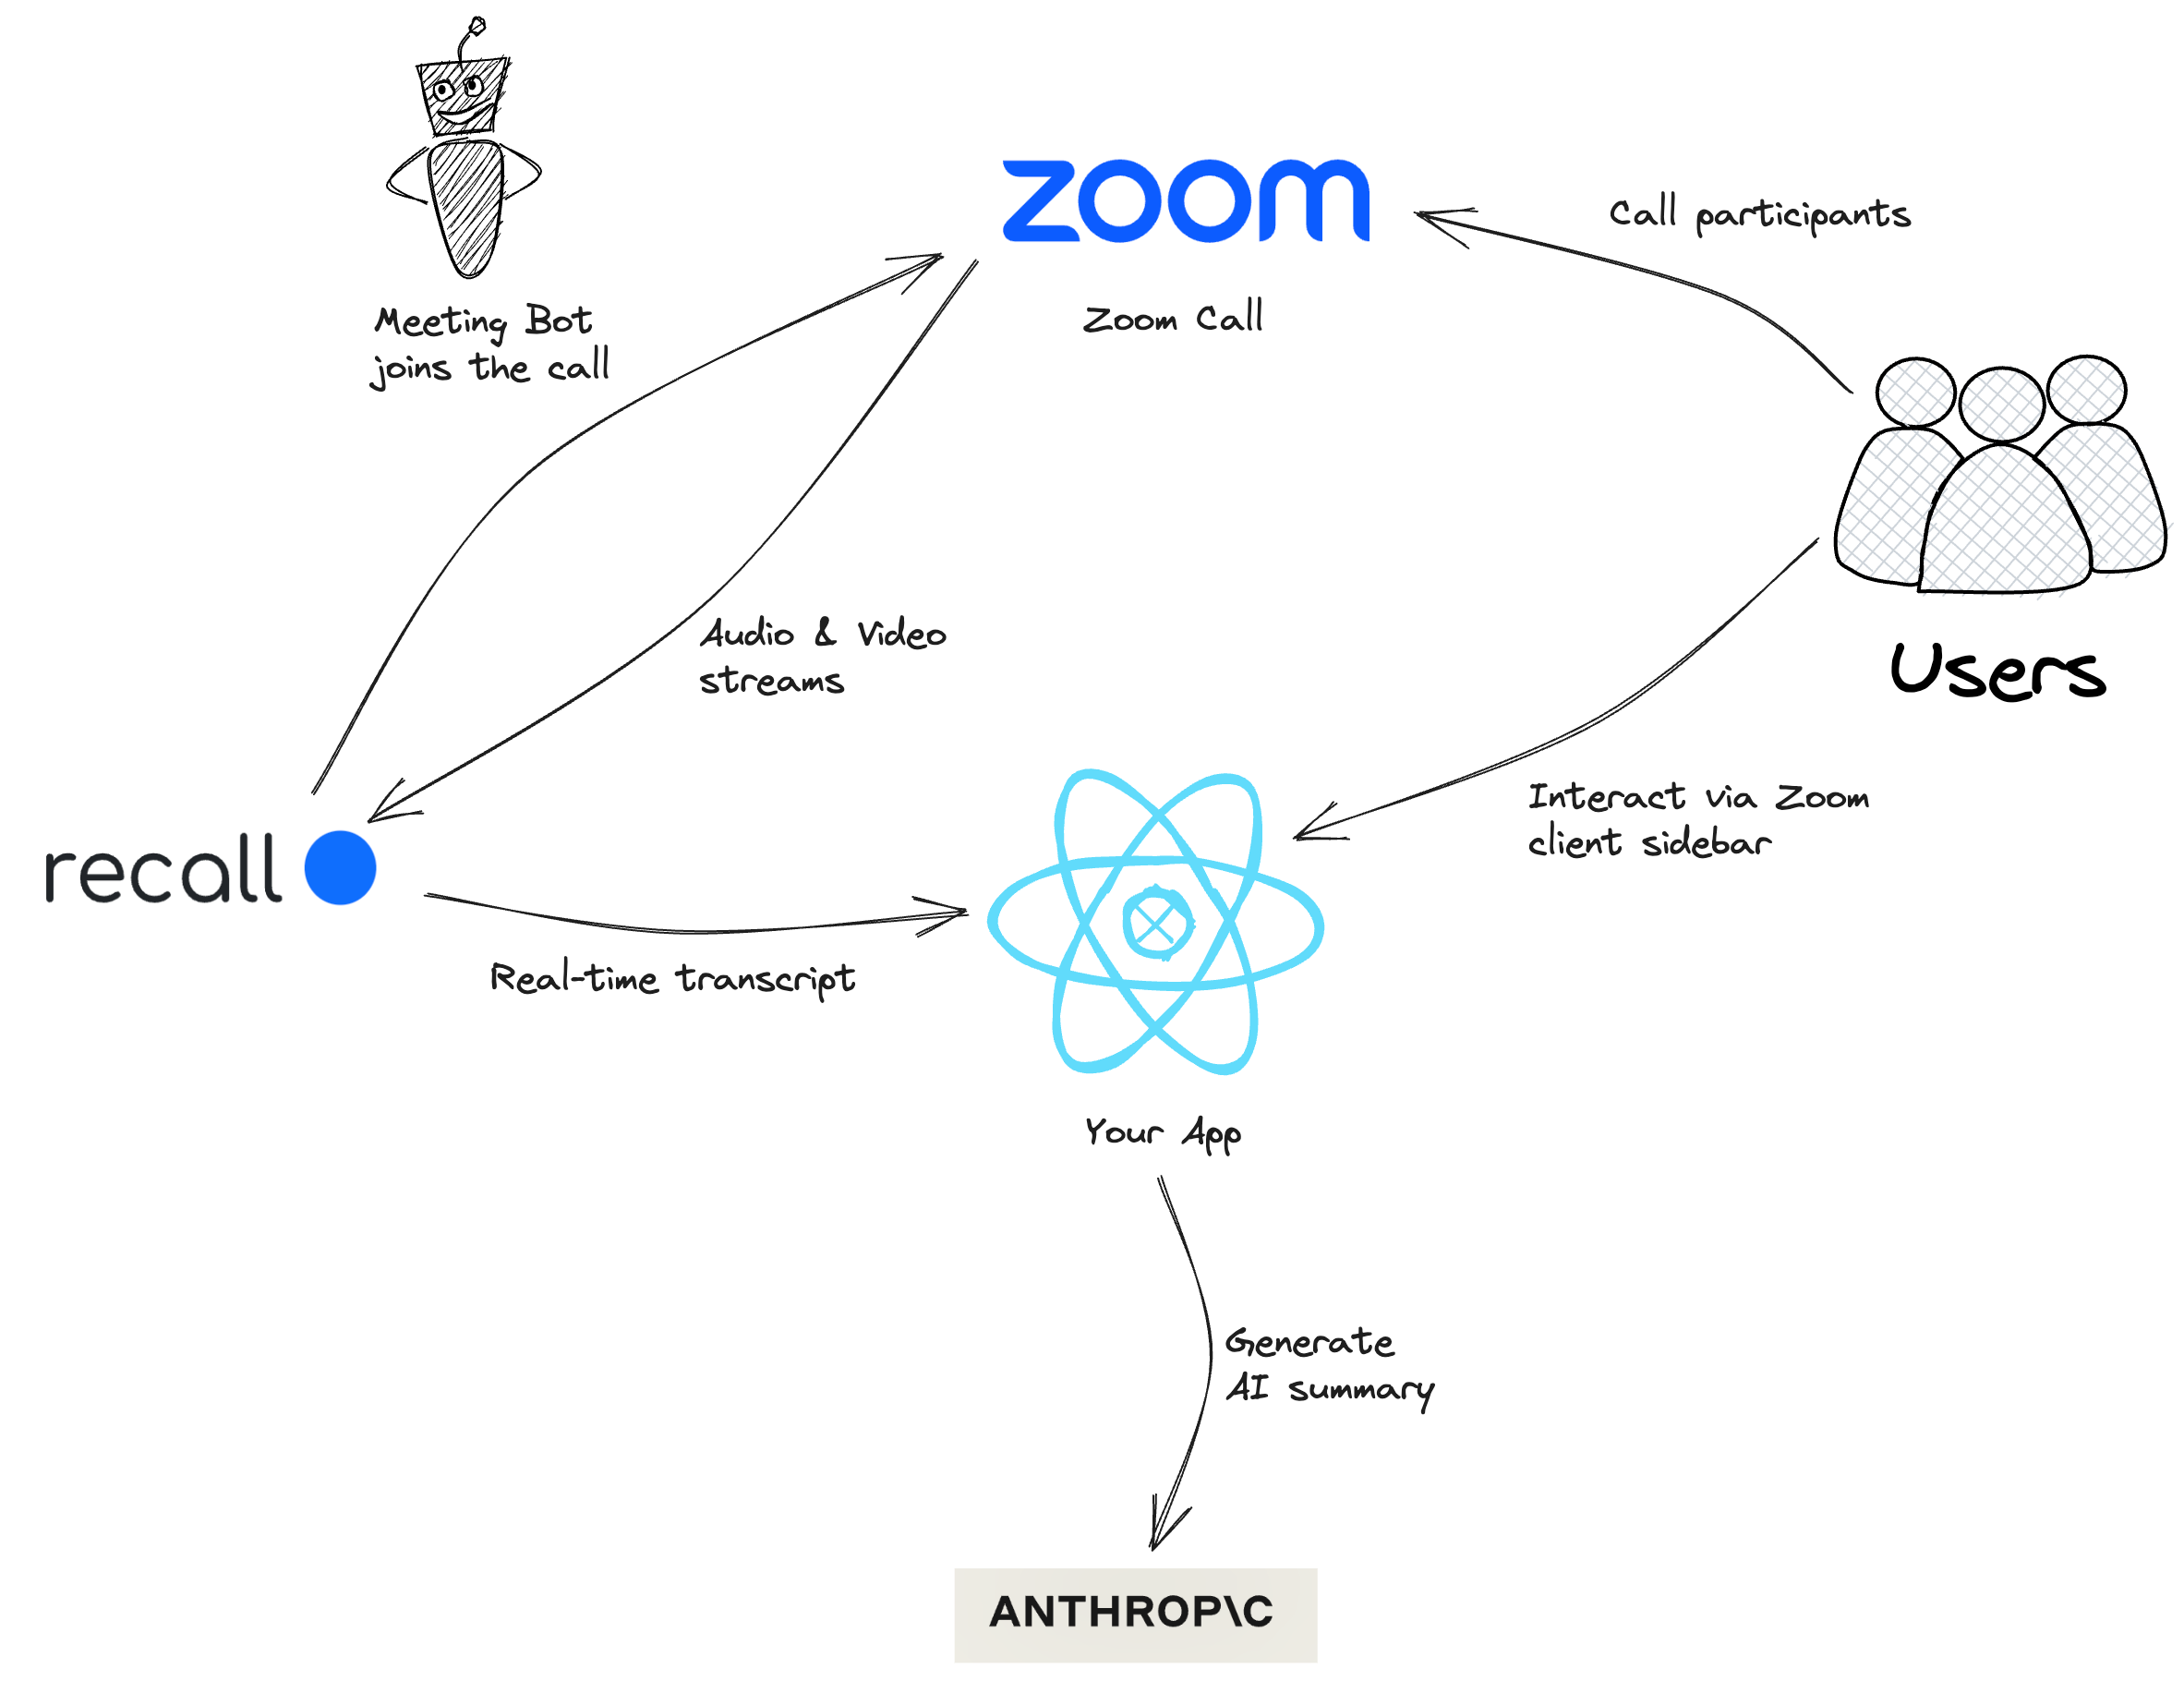 zoom
Call participants
Meeting Bot
joins the call
Zoom Call
Audio & Video
streams
Users
Interact via Zoom
client sidebar
recall
Real-time transcript
Your App
Generate
AI summary
ANTHROP\C